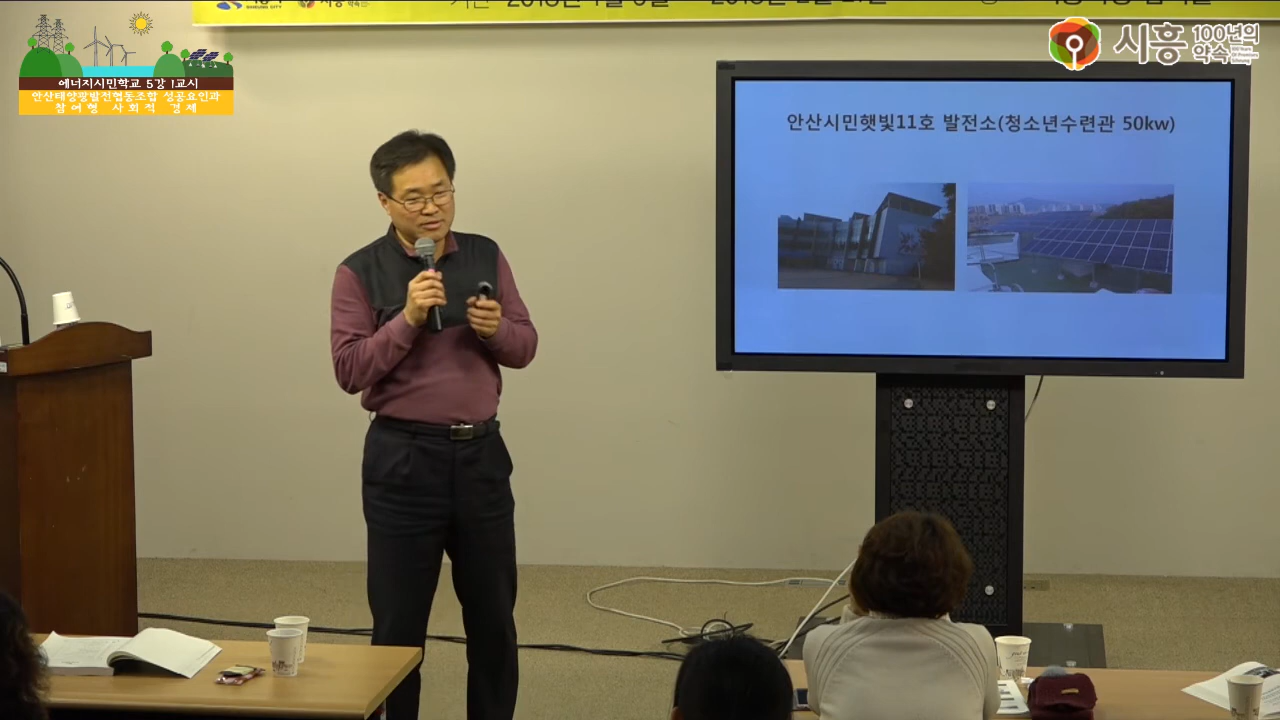 SIHEUNG CITY
시흥 100년의 약속
에너지시민학교 5강 1교시
안산태양광발전협동조합 성공요인과
참여형 사회적 경제
안산시민햇빛11호 발전소(청소년수련관 50kw)